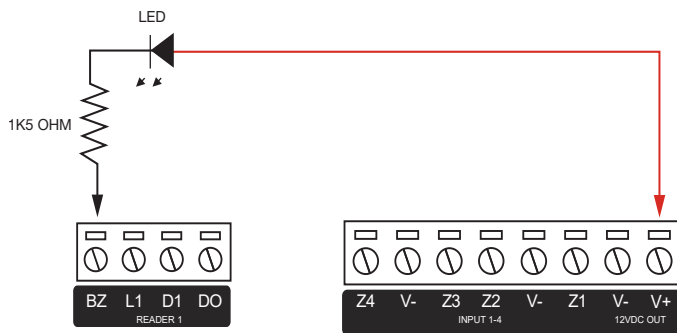 LED
1K5 OHM
BZ L1 D1 DO
READER 1
Z4 V- Z3 Z2 V- Z1 V- V+
INPUT 1-4 12VDC OUT